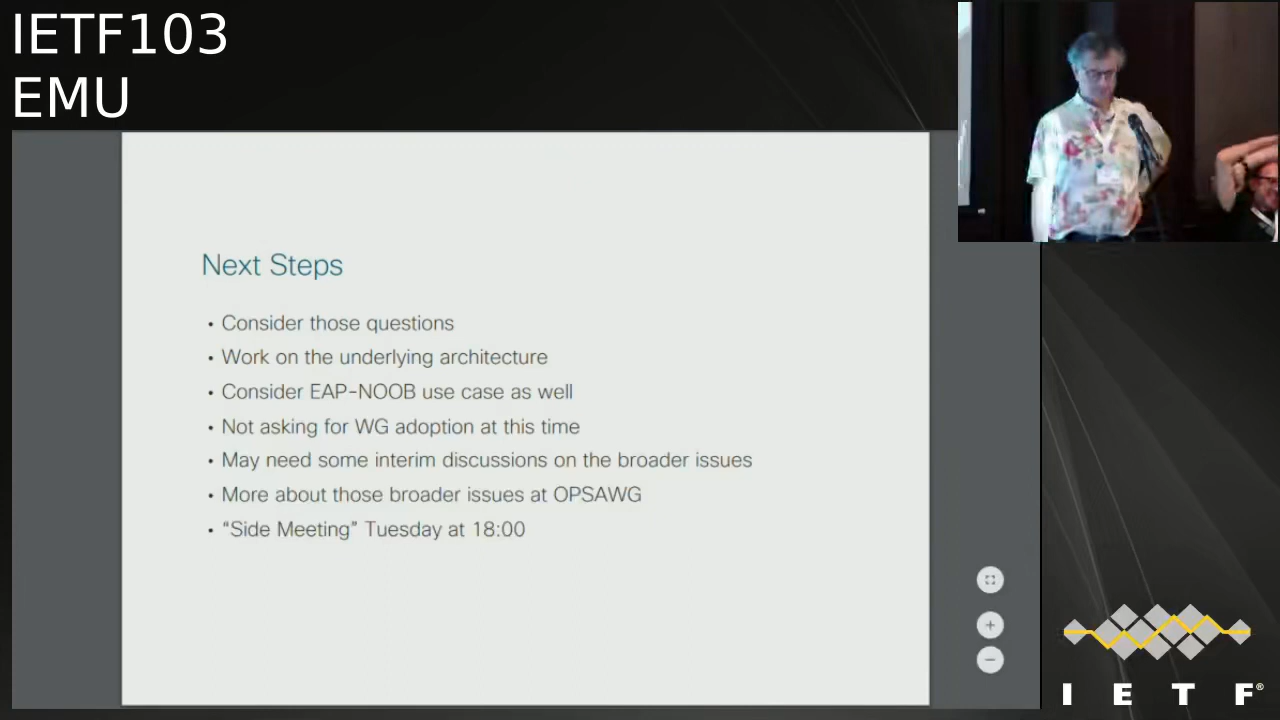 IETF103
EMU
Next Steps
• Consider those questions
• Work on the underlying architecture
• Consider EAP-NOOB use case as well
• Not asking for WG adoption at this time
• May need some interim discussions on the broader issues
• More about those broader issues at OPSAWG
• “Side Meeting” Tuesday at 18:00
I E T F®